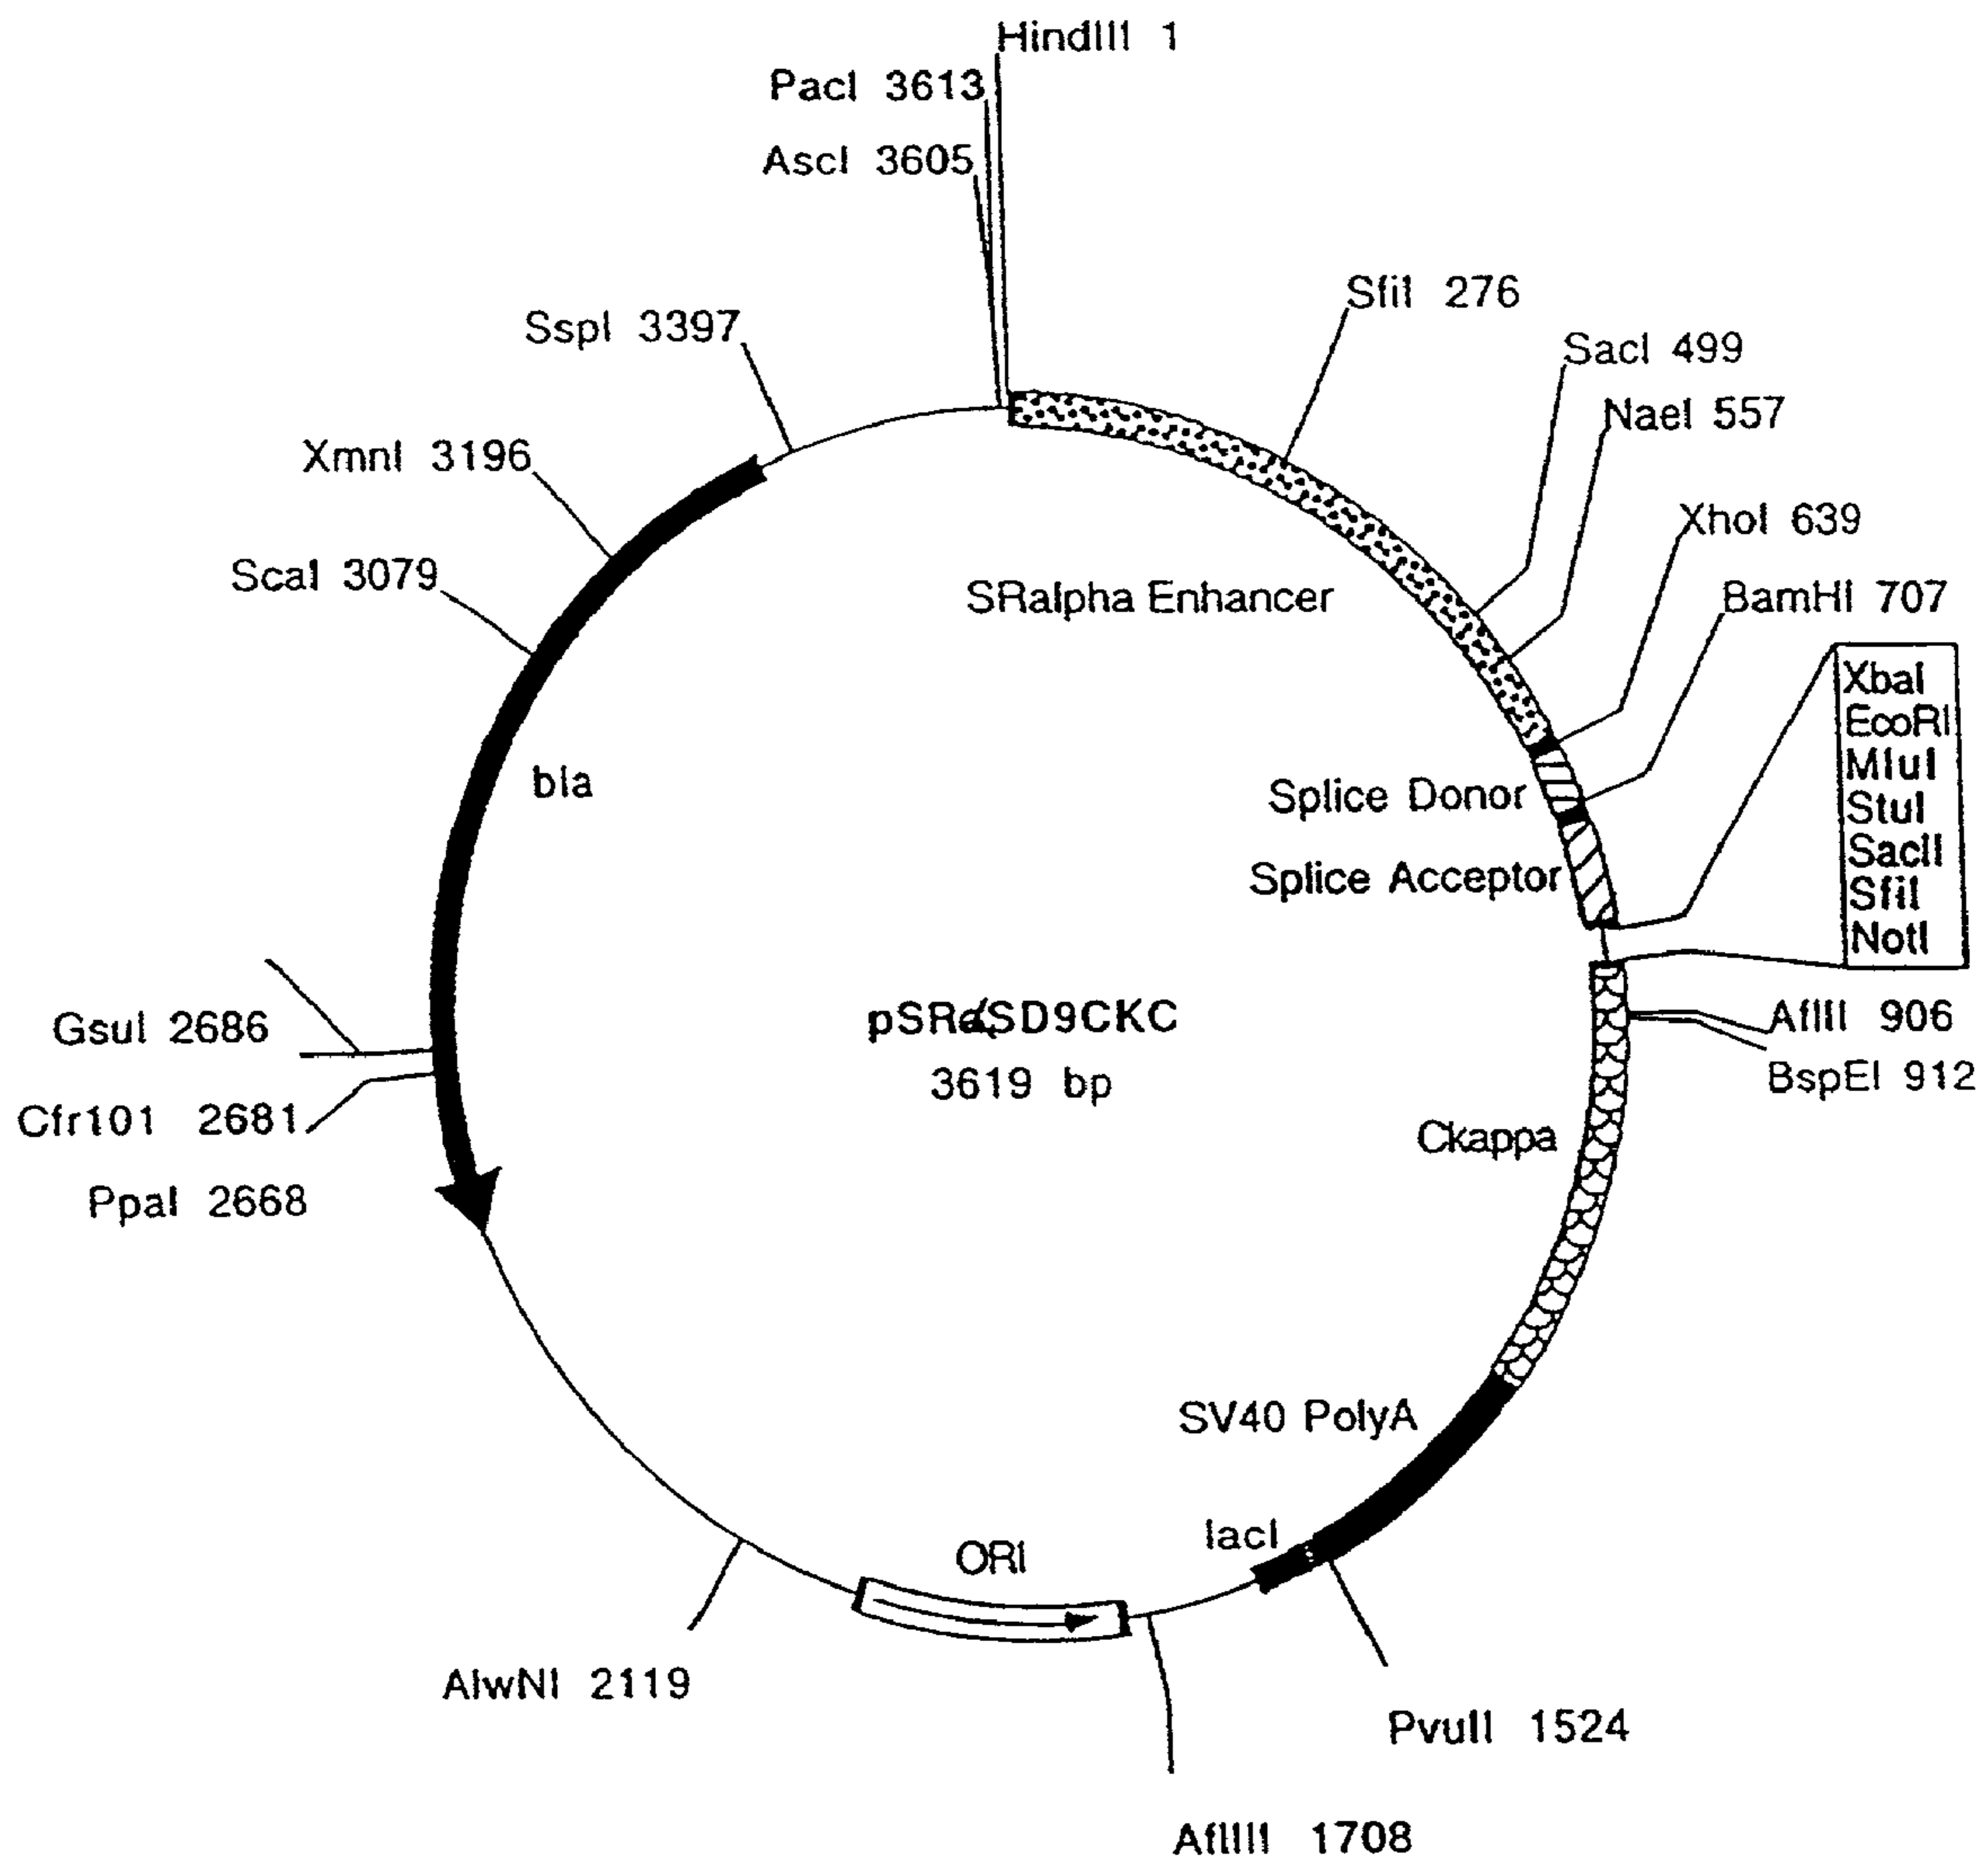 HindIII 1
PacI 3613
AscI 3605
SfiI 276
SspI 3397
SacI 499
NaeI 557
XmnI 3196
XhoI 639
ScaI 3079
SRalpha Enhancer
BamHI 707
XbaI
EcoRI
MluI
StuI
SacII
SfiI
NotI
bla
Splice Donor
Splice Acceptor
pSRαSD9CKC
3619 bp
GsuI 2686
AflII 906
BspEI 912
Cfr101 2681
Ckappa
PpaI 2668
SV40 PolyA
lacI
ORI
AlwNI 2119
PvuII 1524
AflIII 1708